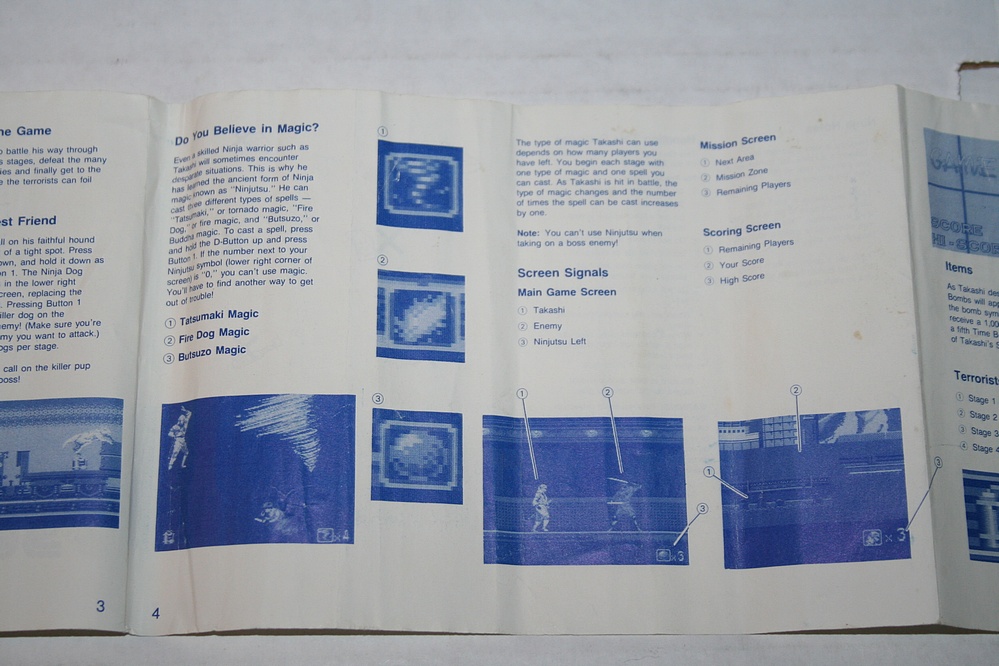 he Game
o battle his way through
s stages, defeat the many
ies and finally get to the
e the terrorists can foil
est Friend
ll on his faithful hound
of a tight spot. Press
own, and hold it down as
on 1. The Ninja Dog
in the lower right
creen, replacing the
. Pressing Button 1
iller dog on the
emy! (Make sure you're
my you want to attack.)
ogs per stage.
call on the killer pup
boss!
3
Do You Believe in Magic?
Even a skilled Ninja warrior such as
Takashi will sometimes encounter
desperate situations. This is why he
has learned the ancient form of Ninja
magic known as "Ninjutsu." He can
cast three different types of spells —
"Tatsumaki," or tornado magic, "Fire
Dog," or fire magic, and "Butsuzo," or
Buddha magic. To cast a spell, press
and hold the D-Button up and press
Button 1. If the number next to your
Ninjutsu symbol (lower right corner of
screen) is "0," you can't use magic.
You'll have to find another way to get
out of trouble!
① Tatsumaki Magic
② Fire Dog Magic
③ Butsuzo Magic
x4
4
①
②
③
The type of magic Takashi can use
depends on how many players you
have left. You begin each stage with
one type of magic and one spell you
can cast. As Takashi is hit in battle, the
type of magic changes and the number
of times the spell can be cast increases
by one.
Note: You can't use Ninjutsu when
taking on a boss enemy!
Screen Signals
Main Game Screen
① Takashi
② Enemy
③ Ninjutsu Left
① ②
③
x3
Mission Screen
① Next Area
② Mission Zone
③ Remaining Players
Scoring Screen
① Remaining Players
② Your Score
③ High Score
②
①
③
x 3
SCORE
HI-SCOR
Items
As Takashi des
Bombs will app
the bomb sym
receive a 1,00
a fifth Time B
of Takashi's S
Terrorist
① Stage 1
② Stage 2
③ Stage 3
④ Stage 4